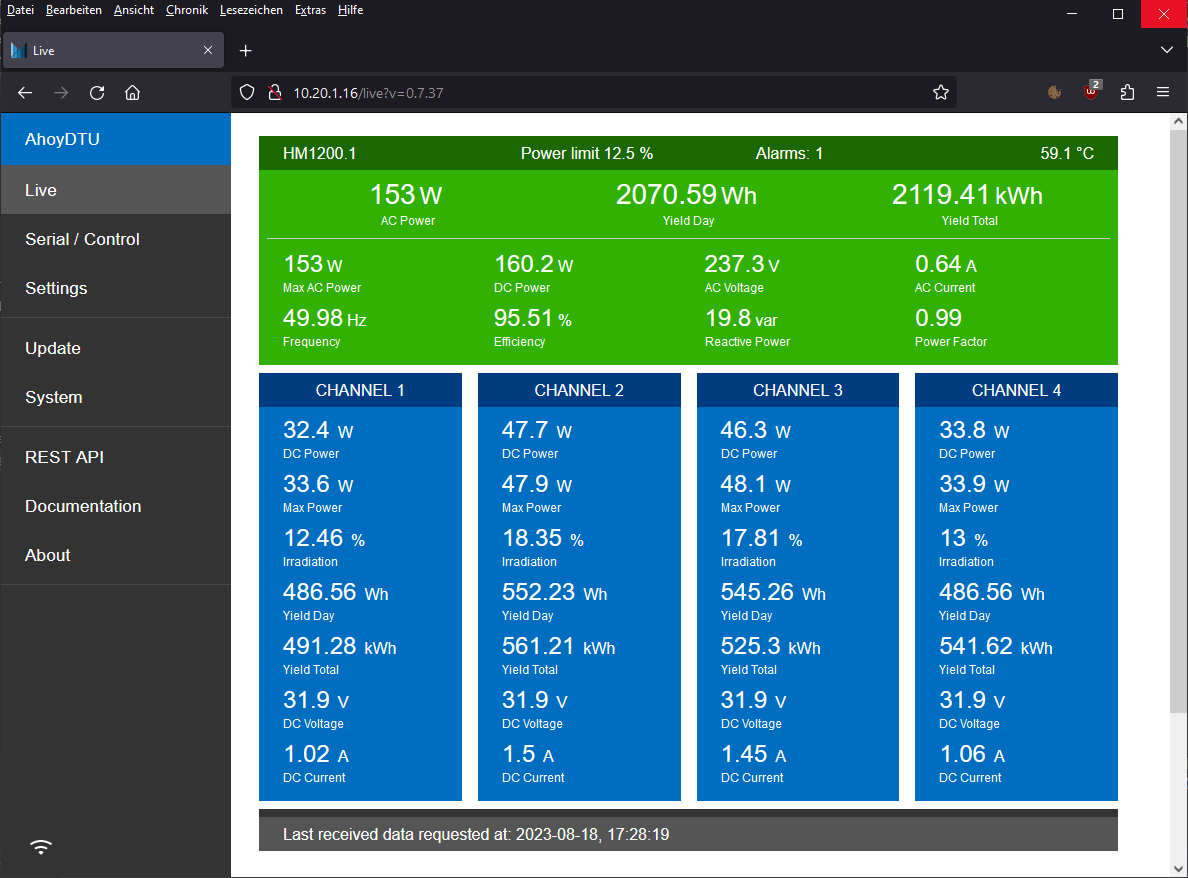 Datei Bearbeiten Ansicht Chronik Lesezeichen Extras Hilfe
Live
10.20.1.16/live?v=0.7.37
2
AhoyDTU
Live
Serial / Control
Settings
Update
System
REST API
Documentation
About
HM1200.1 Power limit 12.5 % Alarms: 1 59.1 °C
153 W 2070.59 Wh 2119.41 kWh
AC Power Yield Day Yield Total
153 W 160.2 W 237.3 V 0.64 A
Max AC Power DC Power AC Voltage AC Current
49.98 Hz 95.51 % 19.8 var 0.99
Frequency Efficiency Reactive Power Power Factor
CHANNEL 1
32.4 W
DC Power
33.6 W
Max Power
12.46 %
Irradiation
486.56 Wh
Yield Day
491.28 kWh
Yield Total
31.9 V
DC Voltage
1.02 A
DC Current
CHANNEL 2
47.7 W
DC Power
47.9 W
Max Power
18.35 %
Irradiation
552.23 Wh
Yield Day
561.21 kWh
Yield Total
31.9 V
DC Voltage
1.5 A
DC Current
CHANNEL 3
46.3 W
DC Power
48.1 W
Max Power
17.81 %
Irradiation
545.26 Wh
Yield Day
525.3 kWh
Yield Total
31.9 V
DC Voltage
1.45 A
DC Current
CHANNEL 4
33.8 W
DC Power
33.9 W
Max Power
13 %
Irradiation
486.56 Wh
Yield Day
541.62 kWh
Yield Total
31.9 V
DC Voltage
1.06 A
DC Current
Last received data requested at: 2023-08-18, 17:28:19